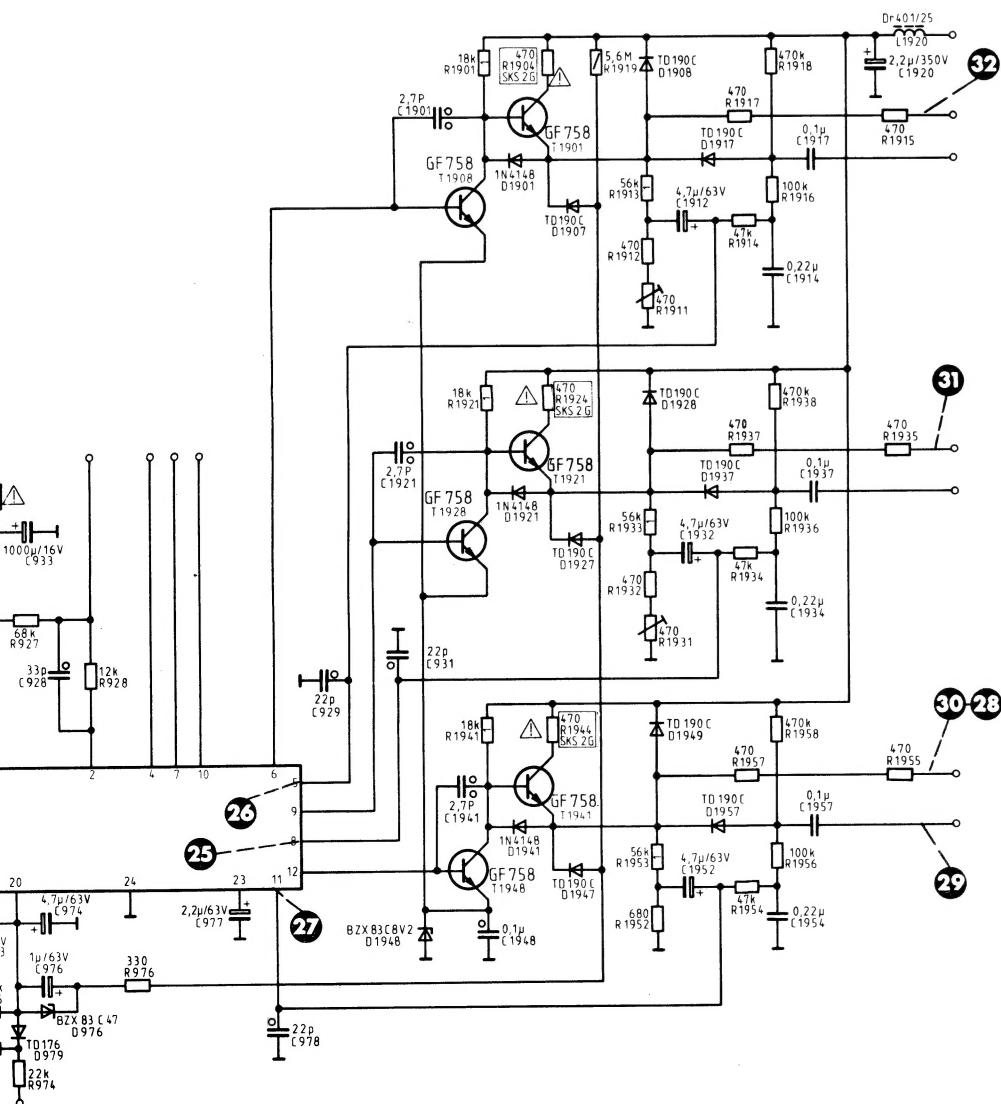 Dr401/25
L1920
18k
R1901
470
R1904
SKS 2G
5,6M
R1919
TD190C
D1908
470k
R1918
2,2µ/350V
C1920
32
2,7P
C1901
470
R1917
GF758
T1901
TD190C
D1917
0,1µ
C1917
470
R1915
GF758
T1908
1N4148
D1901
56k
R1913
4,7µ/63V
C1912
100k
R1916
TD190C
D1907
47k
R1914
470
R1912
0,22µ
C1914
470
R1911
18k
R1921
470
R1924
SKS 2G
TD190C
D1928
470k
R1938
31
470
R1937
470
R1935
2,7P
C1921
GF758
T1921
TD190C
D1937
0,1µ
C1937
GF758
T1928
1N4148
D1921
56k
R1933
4,7µ/63V
C1932
100k
R1936
1000µ/16V
C933
TD190C
D1927
47k
R1934
470
R1932
0,22µ
C1934
68k
R927
22p
C931
470
R1931
33p
C928
12k
R928
22p
C929
18k
R1941
470
R1944
SKS 2G
TD190C
D1949
470k
R1958
30-28
470
R1957
470
R1955
2 4 7 10 6
5
26
9
2,7P
C1941
GF758
T1941
TD190C
D1957
0,1µ
C1957
8
25
1N4148
D1941
56k
R1953
4,7µ/63V
C1952
100k
R1956
12
GF758
T1948
TD190C
D1947
47k
R1954
29
20 24 23 11
4,7µ/63V
C974
2,2µ/63V
C977
27
BZX83C8V2
D1948
0,1µ
C1948
680
R1952
0,22µ
C1954
V
3
1µ/63V
C976
330
R976
BZX83C47
D976
22p
C978
TD176
D979
22k
R974